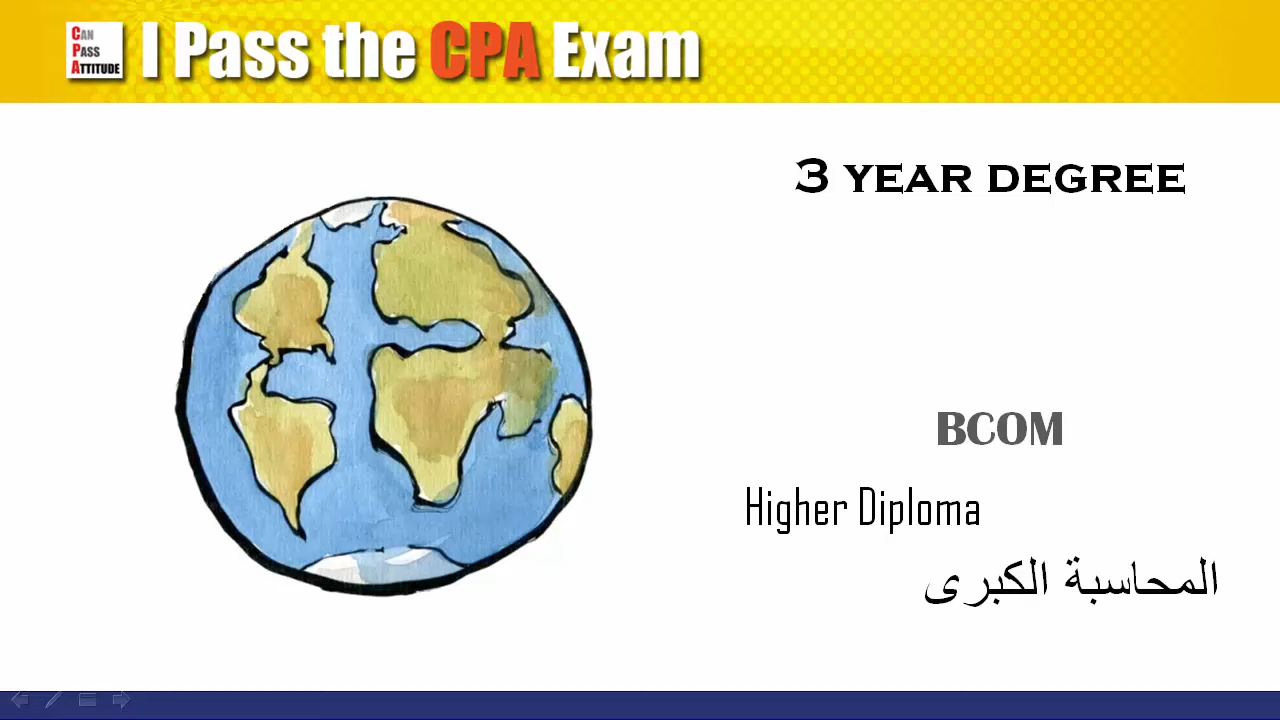 CAN
PASS
ATTITUDE
I Pass the CPA Exam
3 YEAR DEGREE
BCOM
Higher Diploma
المحاسبة الكبرى